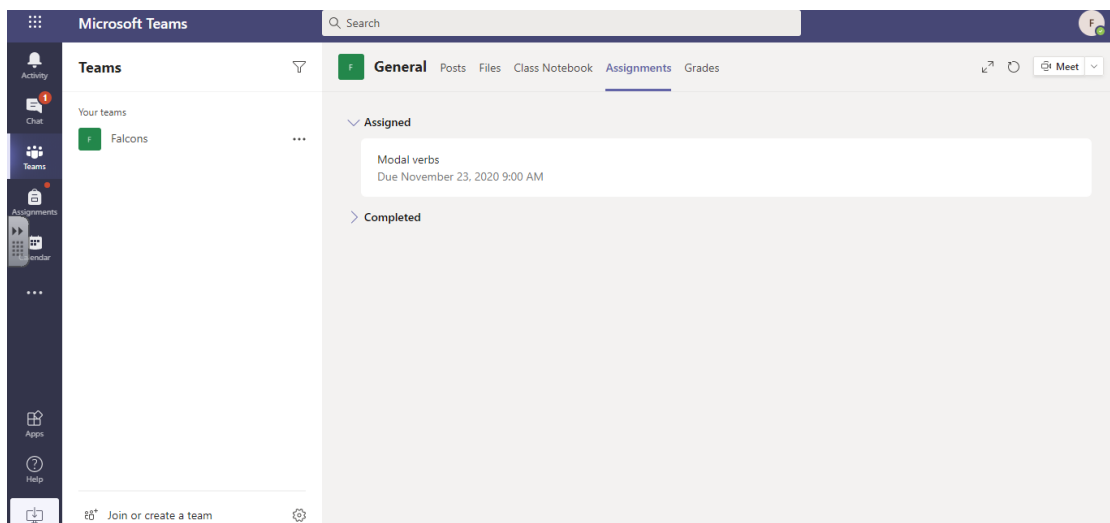 Microsoft Teams
Search
F
Activity
1
Chat
Teams
Assignments
Calendar
Apps
Help
Teams
Your teams
F Falcons
Join or create a team
F General Posts Files Class Notebook Assignments Grades
Meet
Assigned
Modal verbs
Due November 23, 2020 9:00 AM
Completed